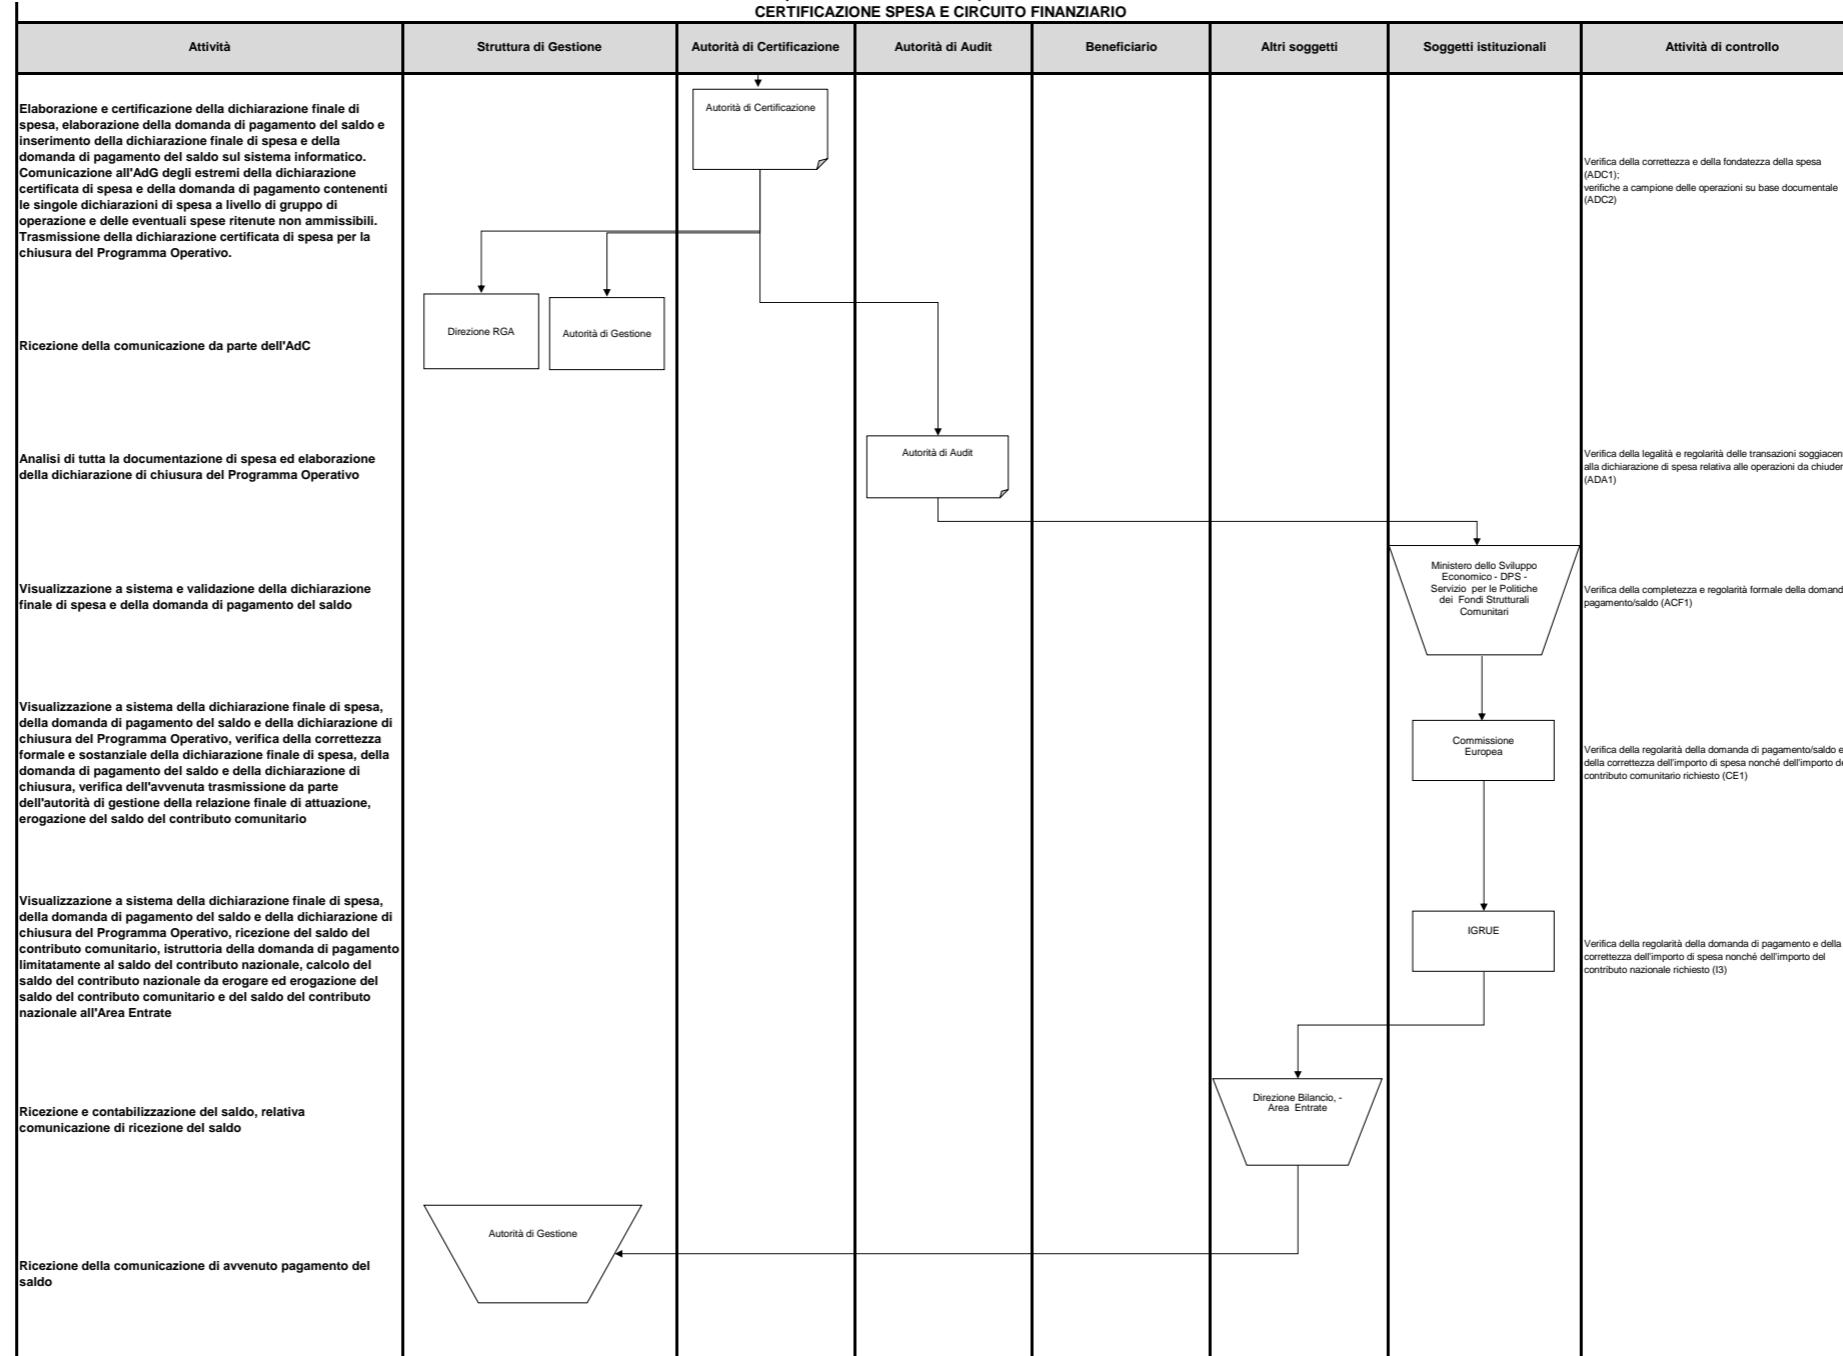 CERTIFICAZIONE SPESA E CIRCUITO FINANZIARIO
Attività
Struttura di Gestione
Autorità di Certificazione
Autorità di Audit
Beneficiario
Altri soggetti
Soggetti istituzionali
Attività di controllo
Elaborazione e certificazione della dichiarazione finale di
spesa, elaborazione della domanda di pagamento del saldo e
inserimento della dichiarazione finale di spesa e della
domanda di pagamento del saldo sul sistema informatico.
Comunicazione all'AdG degli estremi della dichiarazione
certificata di spesa e della domanda di pagamento contenenti
le singole dichiarazioni di spesa a livello di gruppo di
operazione e delle eventuali spese ritenute non ammissibili.
Trasmissione della dichiarazione certificata di spesa per la
chiusura del Programma Operativo.
Autorità di Certificazione
Verifica della correttezza e della fondatezza della spesa
(ADC1);
verifiche a campione delle operazioni su base documentale
(ADC2)
Ricezione della comunicazione da parte dell'AdC
Direzione RGA
Autorità di Gestione
Analisi di tutta la documentazione di spesa ed elaborazione
della dichiarazione di chiusura del Programma Operativo
Autorità di Audit
Verifica della legalità e regolarità delle transazioni soggiacen
alla dichiarazione di spesa relativa alle operazioni da chiuder
(ADA1)
Visualizzazione a sistema e validazione della dichiarazione
finale di spesa e della domanda di pagamento del saldo
Ministero dello Sviluppo
Economico - DPS -
Servizio per le Politiche
dei Fondi Strutturali
Comunitari
Verifica della completezza e regolarità formale della domand
pagamento/saldo (ACF1)
Visualizzazione a sistema della dichiarazione finale di spesa,
della domanda di pagamento del saldo e della dichiarazione di
chiusura del Programma Operativo, verifica della correttezza
formale e sostanziale della dichiarazione finale di spesa, della
domanda di pagamento del saldo e della dichiarazione di
chiusura, verifica dell'avvenuta trasmissione da parte
dell'autorità di gestione della relazione finale di attuazione,
erogazione del saldo del contributo comunitario
Commissione
Europea
Verifica della regolarità della domanda di pagamento/saldo e
della correttezza dell'importo di spesa nonché dell'importo de
contributo comunitario richiesto (CE1)
Visualizzazione a sistema della dichiarazione finale di spesa,
della domanda di pagamento del saldo e della dichiarazione di
chiusura del Programma Operativo, ricezione del saldo del
contributo comunitario, istruttoria della domanda di pagamento
limitatamente al saldo del contributo nazionale, calcolo del
saldo del contributo nazionale da erogare ed erogazione del
saldo del contributo comunitario e del saldo del contributo
nazionale all'Area Entrate
IGRUE
Verifica della regolarità della domanda di pagamento e della
correttezza dell'importo di spesa nonché dell'importo del
contributo nazionale richiesto (I3)
Ricezione e contabilizzazione del saldo, relativa
comunicazione di ricezione del saldo
Direzione Bilancio, -
Area Entrate
Autorità di Gestione
Ricezione della comunicazione di avvenuto pagamento del
saldo